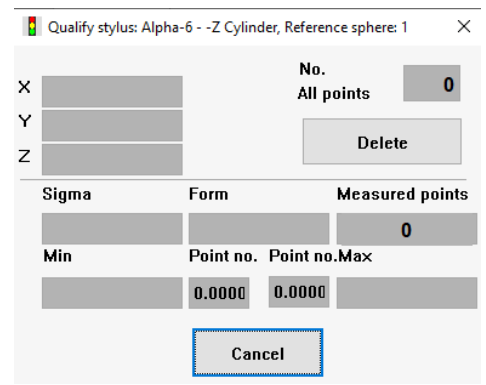 Qualify stylus: Alpha-6 - -Z Cylinder, Reference sphere: 1
X
Y
Z
No.
All points
0
Delete
Sigma Form Measured points
0
Min Point no. Point no.Max
0.0000 0.0000
Cancel